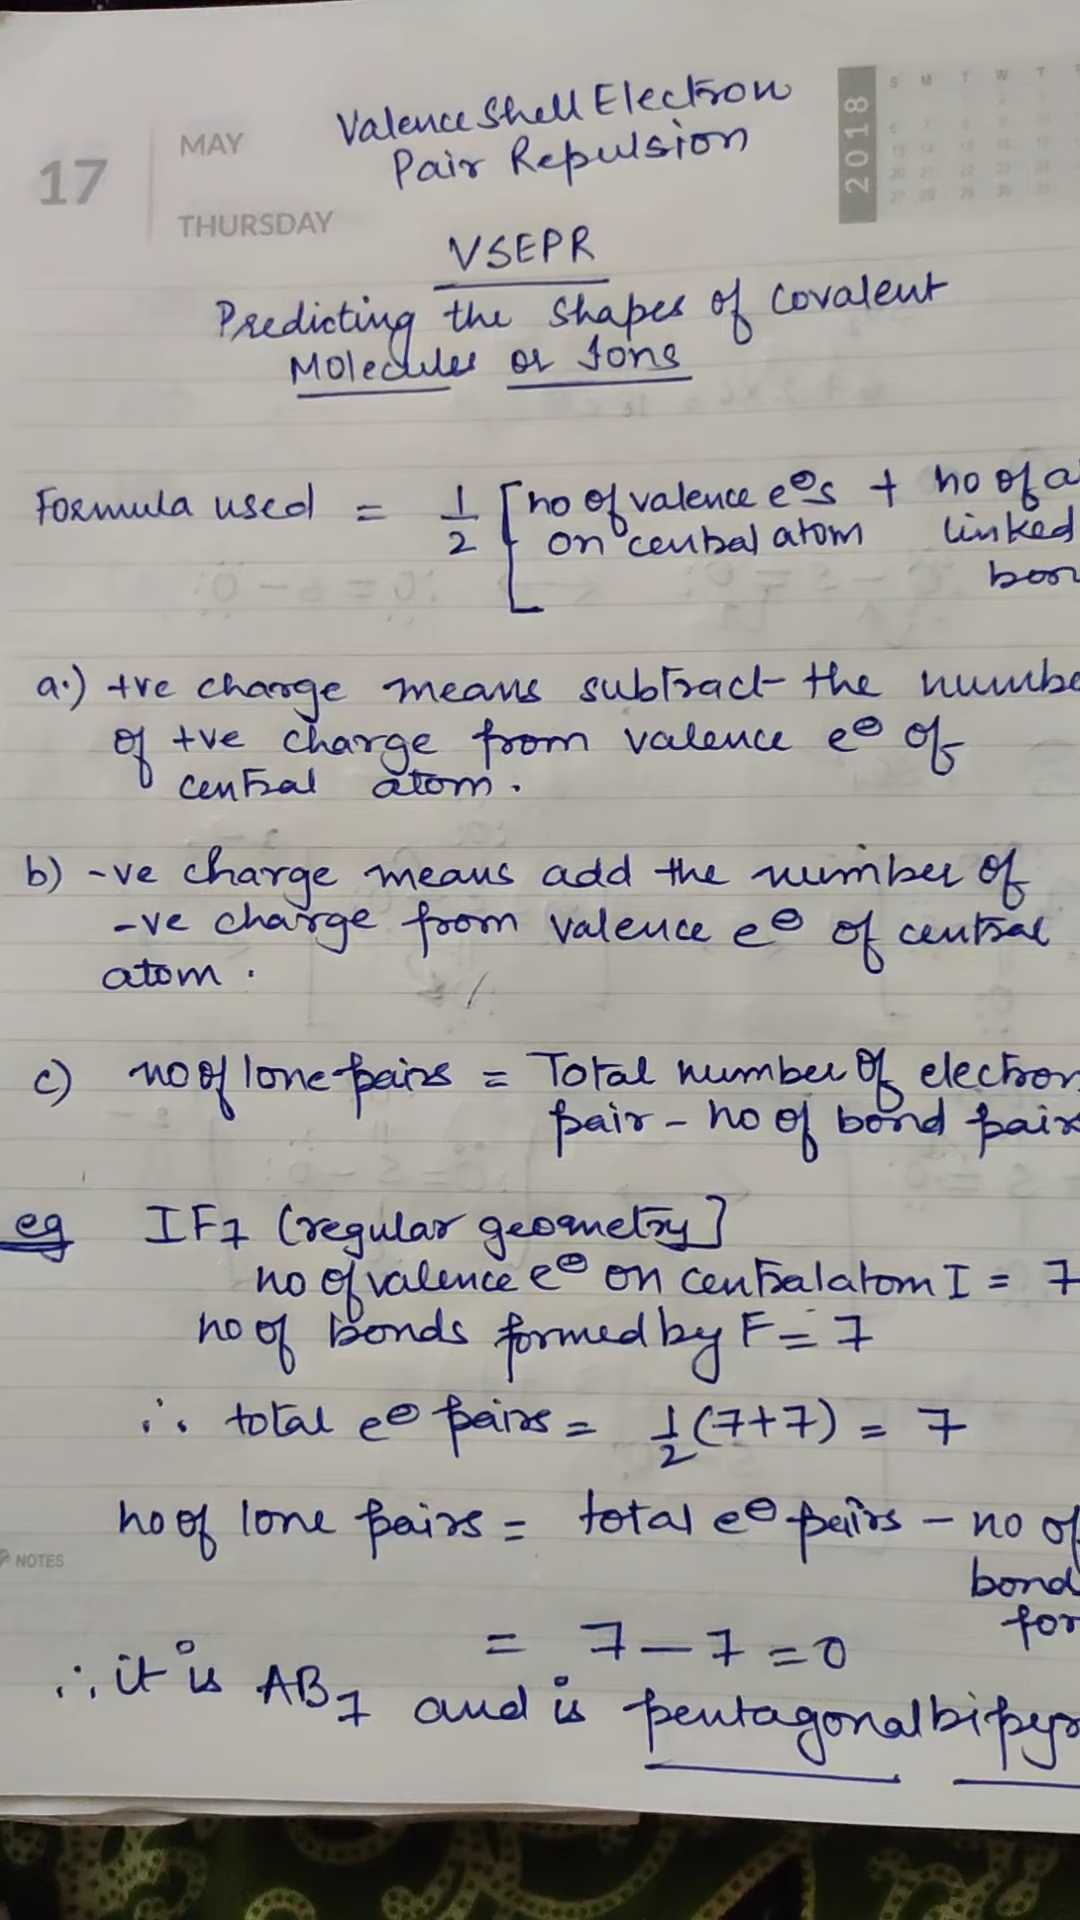 17
MAY
THURSDAY
2018
S M T W T
Valence Shell Electron
Pair Repulsion
VSEPR
Predicting the Shapes of Covalent
Molecules or Ions
Formula used = 1/2 [no of valence e⊖s + no of a
on central atom linked
bon
a.) +ve charge means subtract the numbe
of +ve charge from valence e⊖ of
central atom.
b) -ve charge means add the number of
-ve charge from valence e⊖ of central
atom.
c) no of lone pairs = Total number of electron
pair - no of bond pair
eg IF7 (regular geometry]
no of valence e⊖ on central atom I = 7
no of bonds formed by F = 7
∴ total e⊖ pairs = 1/2 (7+7) = 7
no of lone pairs = total e⊖ pairs - no of
NOTES
bond
for
= 7-7=0
∴ it is AB7 and is pentagonal bipyr